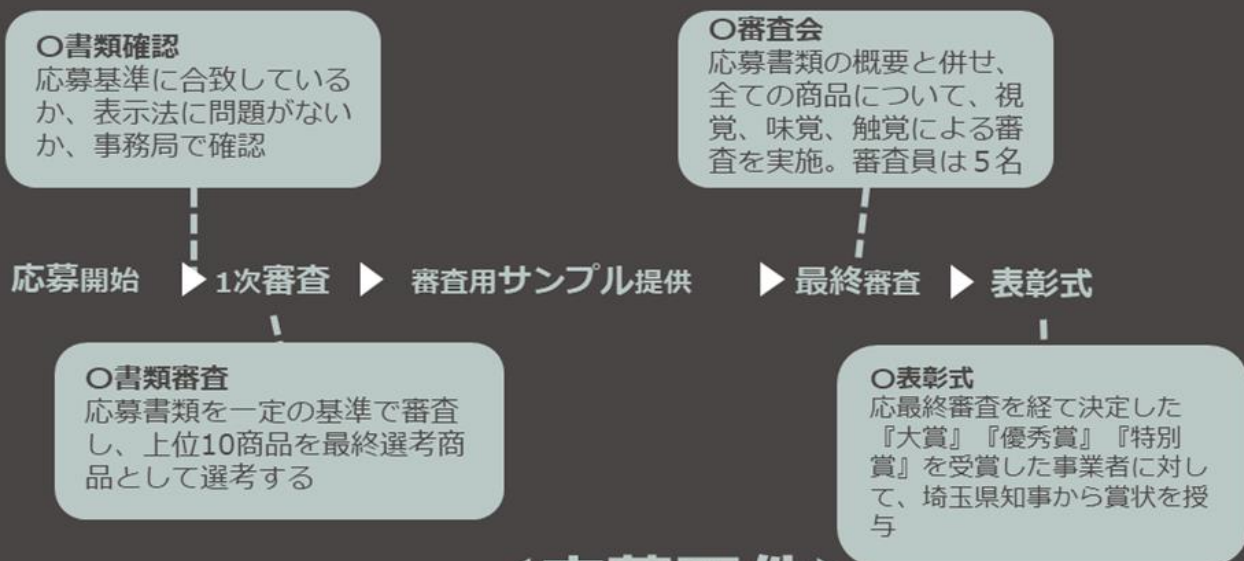 〇書類確認
応募基準に合致している
か、表示法に問題がない
か、事務局で確認
〇審査会
応募書類の概要と併せ、
全ての商品について、視
覚、味覚、触覚による審
査を実施。審査員は５名
応募開始 ▶ 1次審査 ▶ 審査用サンプル提供 ▶ 最終審査 ▶ 表彰式
〇書類審査
応募書類を一定の基準で審査
し、上位10商品を最終選考商
品として選考する
〇表彰式
応最終審査を経て決定した
『大賞』『優秀賞』『特別
賞』を受賞した事業者に対し
て、埼玉県知事から賞状を授
与